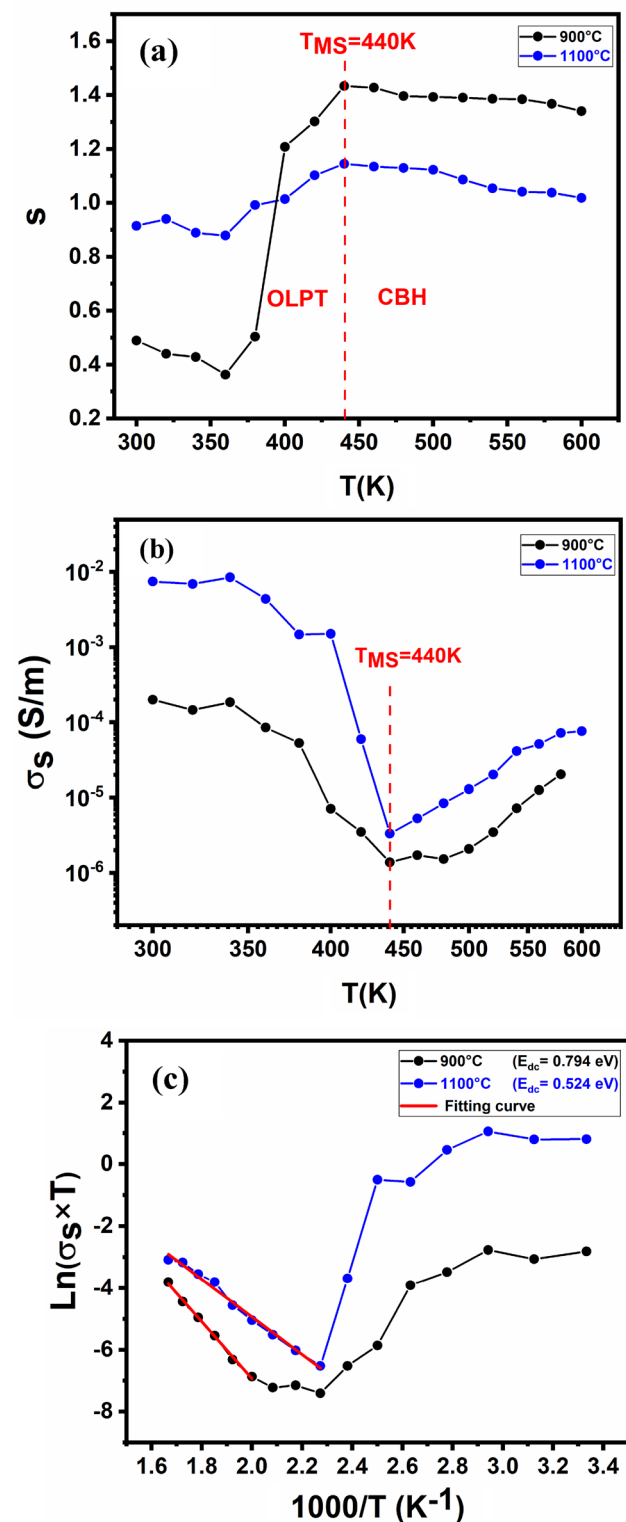 (a)
TMS=440K
900°C
1100°C
1.6
1.4
1.2
1.0
0.8
0.6
0.4
0.2
s
OLPT
CBH
300 350 400 450 500 550 600
T(K)
(b)
900°C
1100°C
TMS=440K
10-2
10-3
10-4
10-5
10-6
σs (S/m)
300 350 400 450 500 600
T(K)
(c)
900°C (Edc= 0.794 eV)
1100°C (Edc= 0.524 eV)
Fitting curve
4
2
0
-2
-4
-6
-8
Ln(σs×T)
1.6 1.8 2.0 2.2 2.4 2.6 2.8 3.0 3.2 3.4
1000/T (K-1)